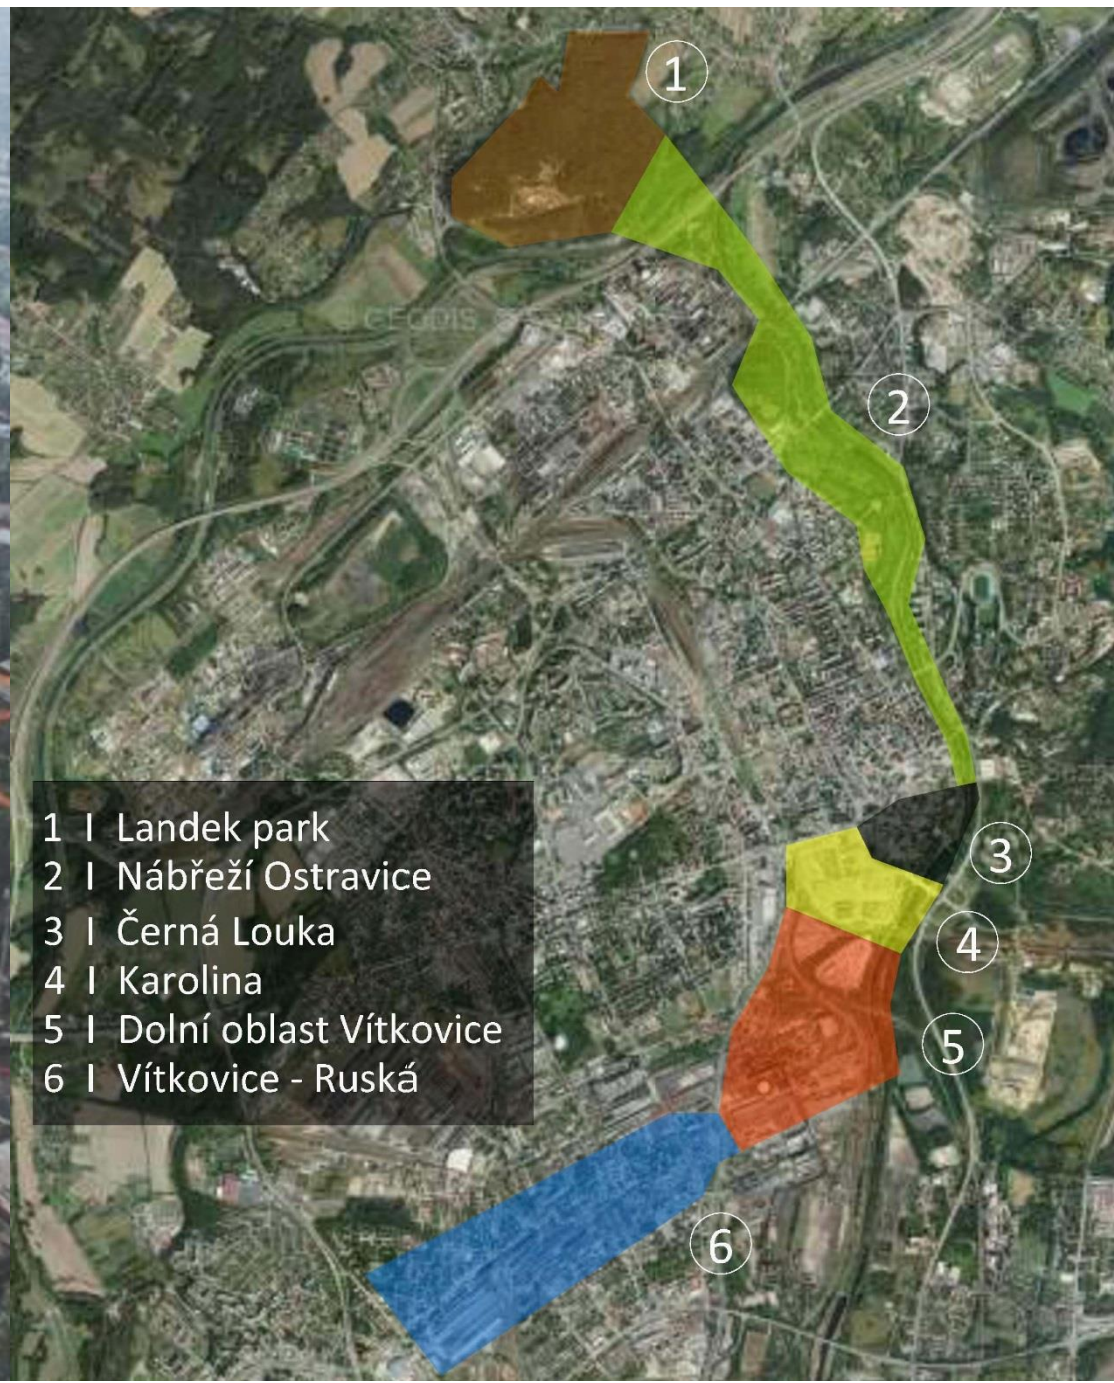 1
2
GEODIS
3
4
5
6
1 I Landek park
2 I Nábřeží Ostravice
3 I Černá Louka
4 I Karolina
5 I Dolní oblast Vítkovice
6 I Vítkovice - Ruská